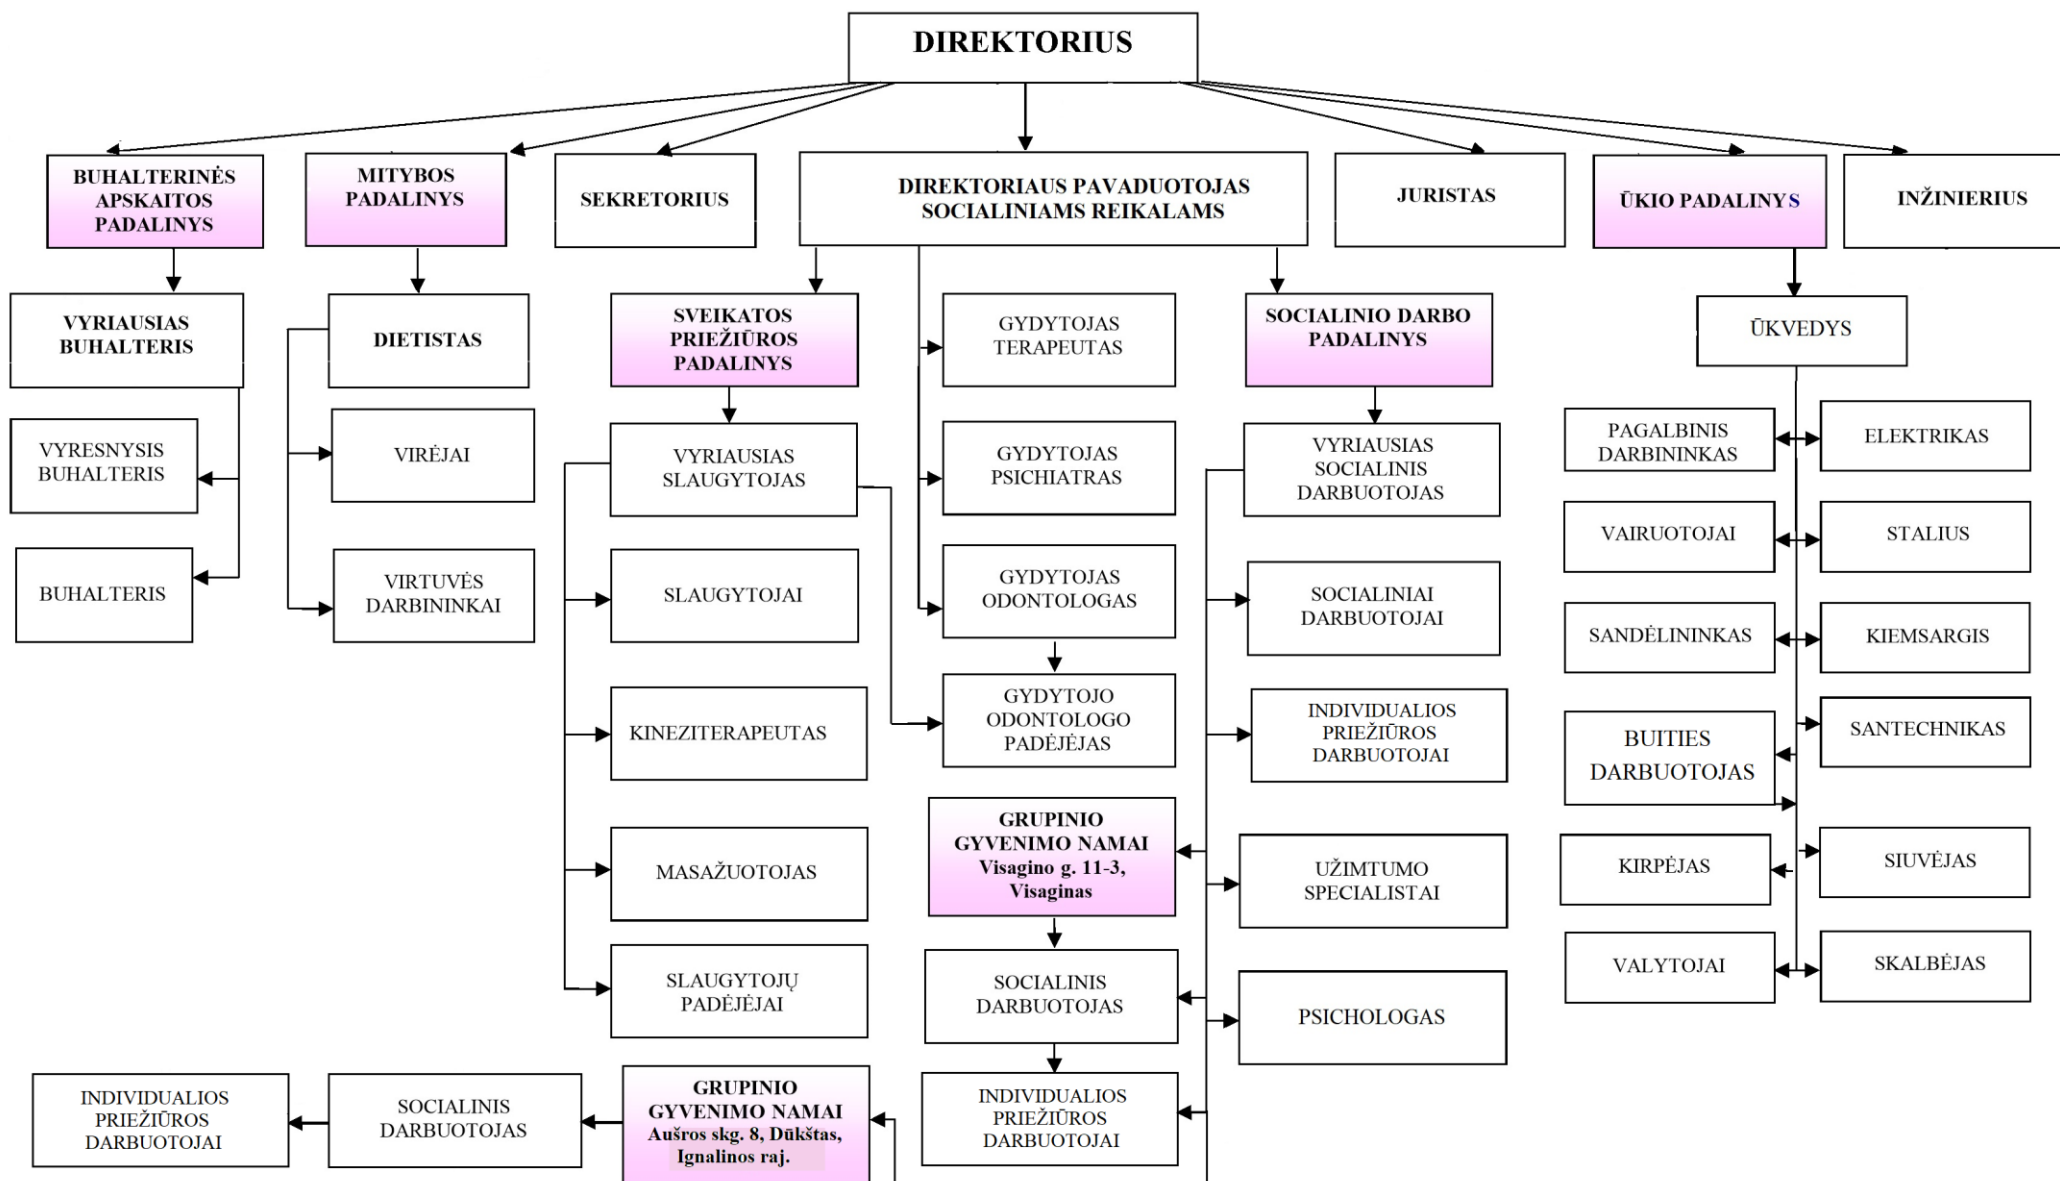 DIREKTORIUS
BUHALTERINĖS
APSKAITOS
PADALINYS
MITYBOS
PADALINYS
SEKRETORIUS
DIREKTORIAUS PAVADUOTOJAS
SOCIALINIAMS REIKALAMS
JURISTAS
ŪKIO PADALINYS
INŽINIERIUS
VYRIAUSIAS
BUHALTERIS
DIETISTAS
SVEIKATOS
PRIEŽIŪROS
PADALINYS
GYDYTOJAS
TERAPEUTAS
SOCIALINIO DARBO
PADALINYS
ŪKVEDYS
VYRESNYSIS
BUHALTERIS
VIRĖJAI
VYRIAUSIAS
SLAUGYTOJAS
GYDYTOJAS
PSICHIATRAS
VYRIAUSIAS
SOCIALINIS
DARBUOTOJAS
PAGALBINIS
DARBININKAS
ELEKTRIKAS
VAIRUOTOJAI
STALIUS
BUHALTERIS
VIRTUVĖS
DARBININKAI
SLAUGYTOJAI
GYDYTOJAS
ODONTOLOGAS
SOCIALINIAI
DARBUOTOJAI
SANDĖLININKAS
KIEMSARGIS
KINEZITERAPEUTAS
GYDYTOJO
ODONTOLOGO
PADĖJĖJAS
INDIVIDUALIOS
PRIEŽIŪROS
DARBUOTOJAI
BUITIES
DARBUOTOJAS
SANTECHNIKAS
MASAŽUOTOJAS
GRUPINIO
GYVENIMO NAMAI
Visagino g. 11-3,
Visaginas
UŽIMTUMO
SPECIALISTAI
KIRPĖJAS
SIUVĖJAS
SLAUGYTOJŲ
PADĖJĖJAI
SOCIALINIS
DARBUOTOJAS
PSICHOLOGAS
VALYTOJAI
SKALBĖJAS
INDIVIDUALIOS
PRIEŽIŪROS
DARBUOTOJAI
SOCIALINIS
DARBUOTOJAS
GRUPINIO
GYVENIMO NAMAI
Aušros skg. 8, Dūkštas,
Ignalinos raj.
INDIVIDUALIOS
PRIEŽIŪROS
DARBUOTOJAI